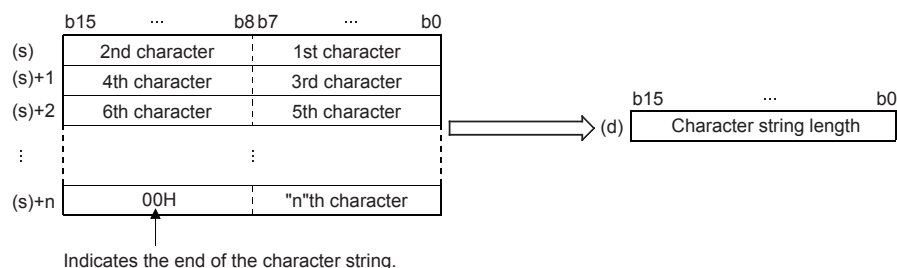 b15 ... b8 b7 ... b0
(s) 2nd character 1st character
(s)+1 4th character 3rd character
(s)+2 6th character 5th character
b15 ... b0
(d) Character string length
⋮ ⋮
(s)+n 00H "n"th character
Indicates the end of the character string.